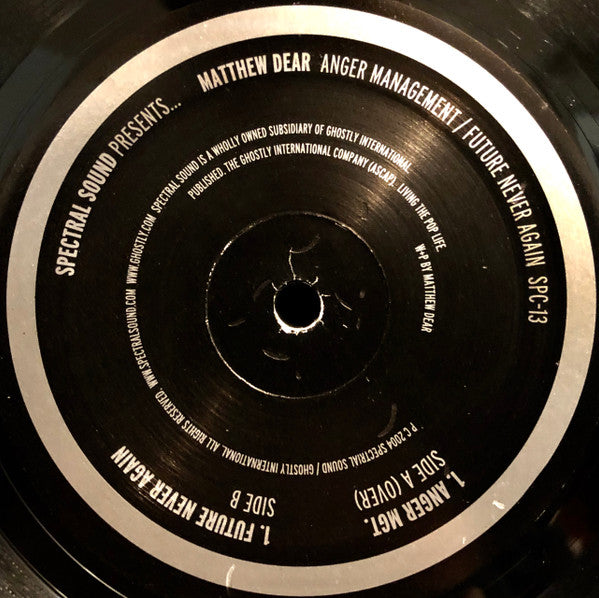 SPECTRAL SOUND PRESENTS... MATTHEW DEAR ANGER MANAGEMENT / FUTURE NEVER AGAIN SPC-13
WWW.SPECTRALSOUND.COM WWW.GHOSTLY.COM SPECTRAL SOUND IS A WHOLLY OWNED SUBSIDIARY OF GHOSTLY INTERNATIONAL.
PUBLISHED. THE GHOSTLY INTERNATIONAL COMPANY (ASCAP). LIVING THE POP LIFE.
W+P BY MATTHEW DEAR
P C 2004 SPECTRIAL SOUND / GHOSTLY INTERNATIONAL ALL RIGHTS RESERVED.
1. ANGER MGT.
SIDE A (OVER)
1. FUTURE NEVER AGAIN
SIDE B